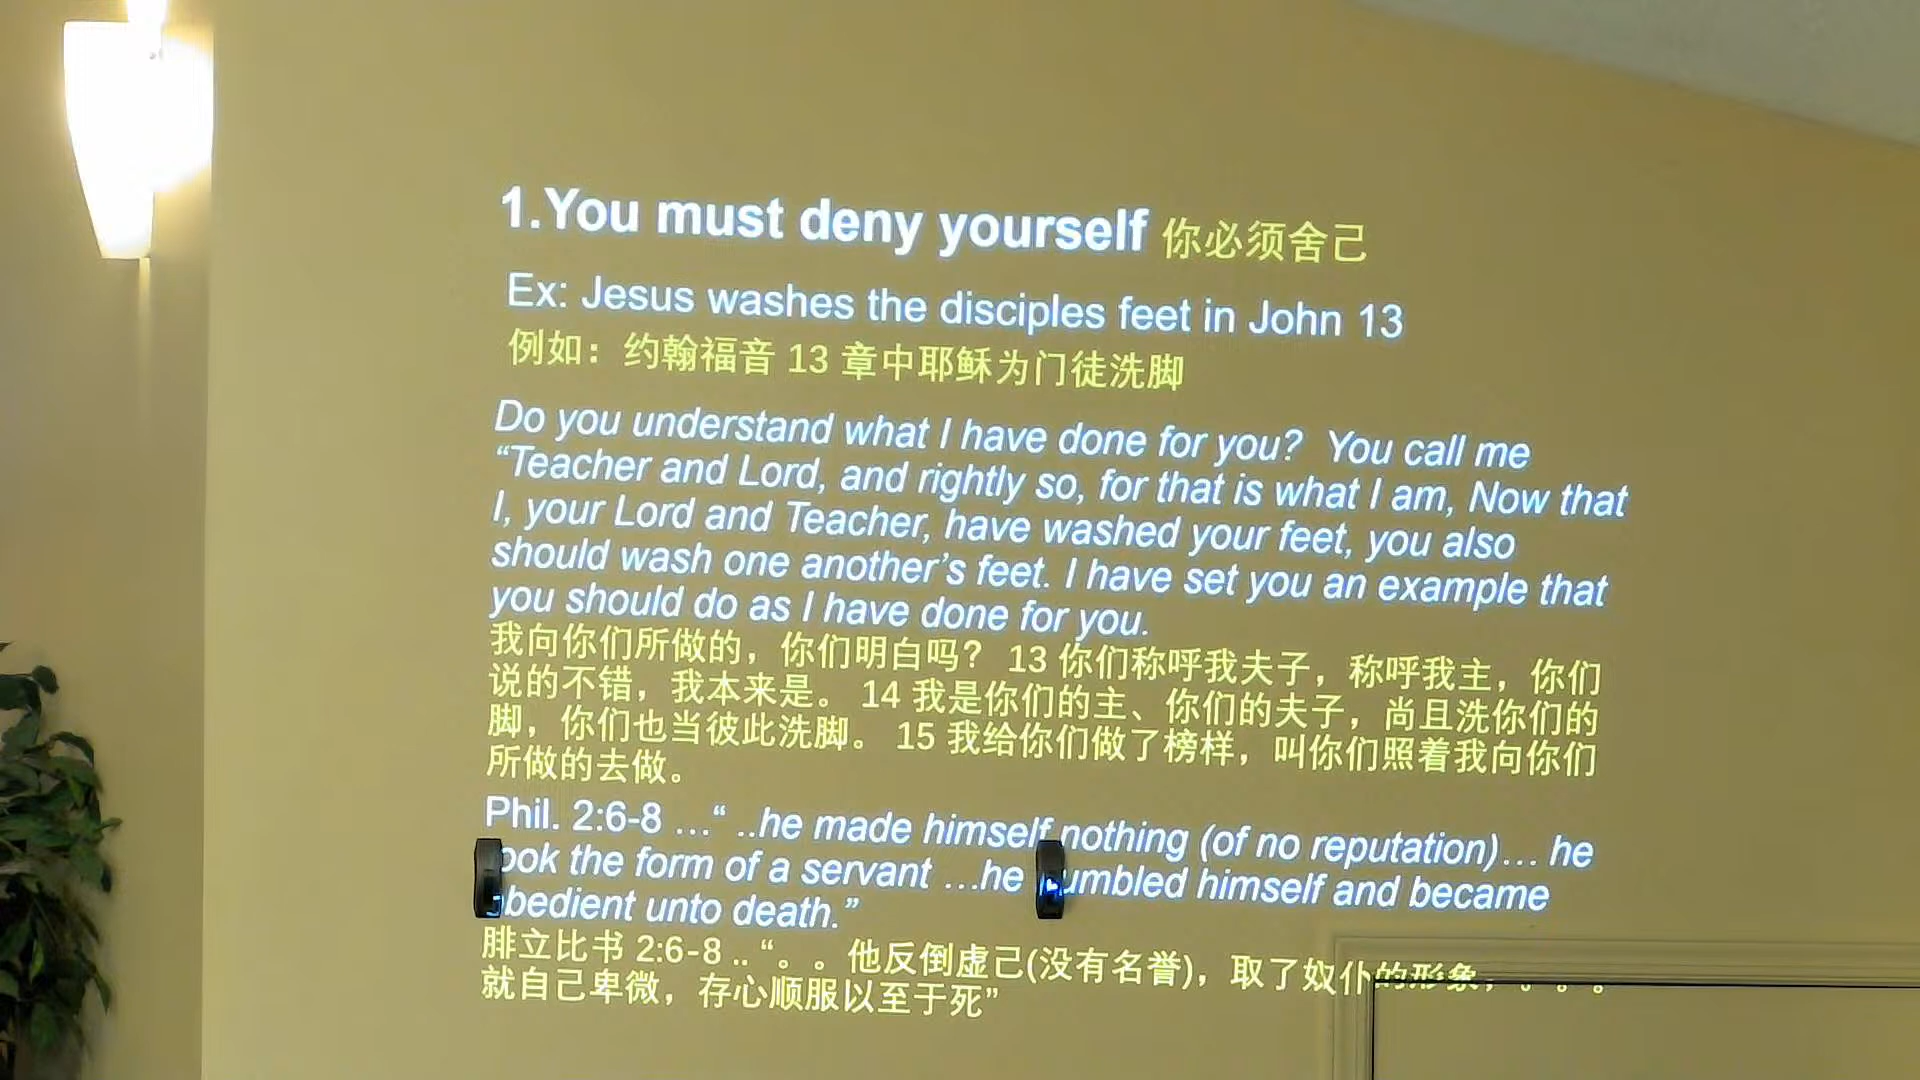 1.You must deny yourself 你必须舍己
Ex: Jesus washes the disciples feet in John 13
例如：约翰福音 13 章中耶稣为门徒洗脚
Do you understand what I have done for you?  You call me
“Teacher and Lord, and rightly so, for that is what I am, Now that
I, your Lord and Teacher, have washed your feet, you also
should wash one another’s feet. I have set you an example that
you should do as I have done for you.
我向你们所做的，你们明白吗？ 13 你们称呼我夫子，称呼我主，你们
说的不错，我本来是。 14 我是你们的主、你们的夫子，尚且洗你们的
脚，你们也当彼此洗脚。 15 我给你们做了榜样，叫你们照着我向你们
所做的去做。
Phil. 2:6-8 …“ ..he made himself nothing (of no reputation)… he
ook the form of a servant …he umbled himself and became
bedient unto death.”
腓立比书 2:6-8 .. “。。他反倒虚己(没有名誉)，取了奴仆的形象，。。。
就自己卑微，存心顺服以至于死”